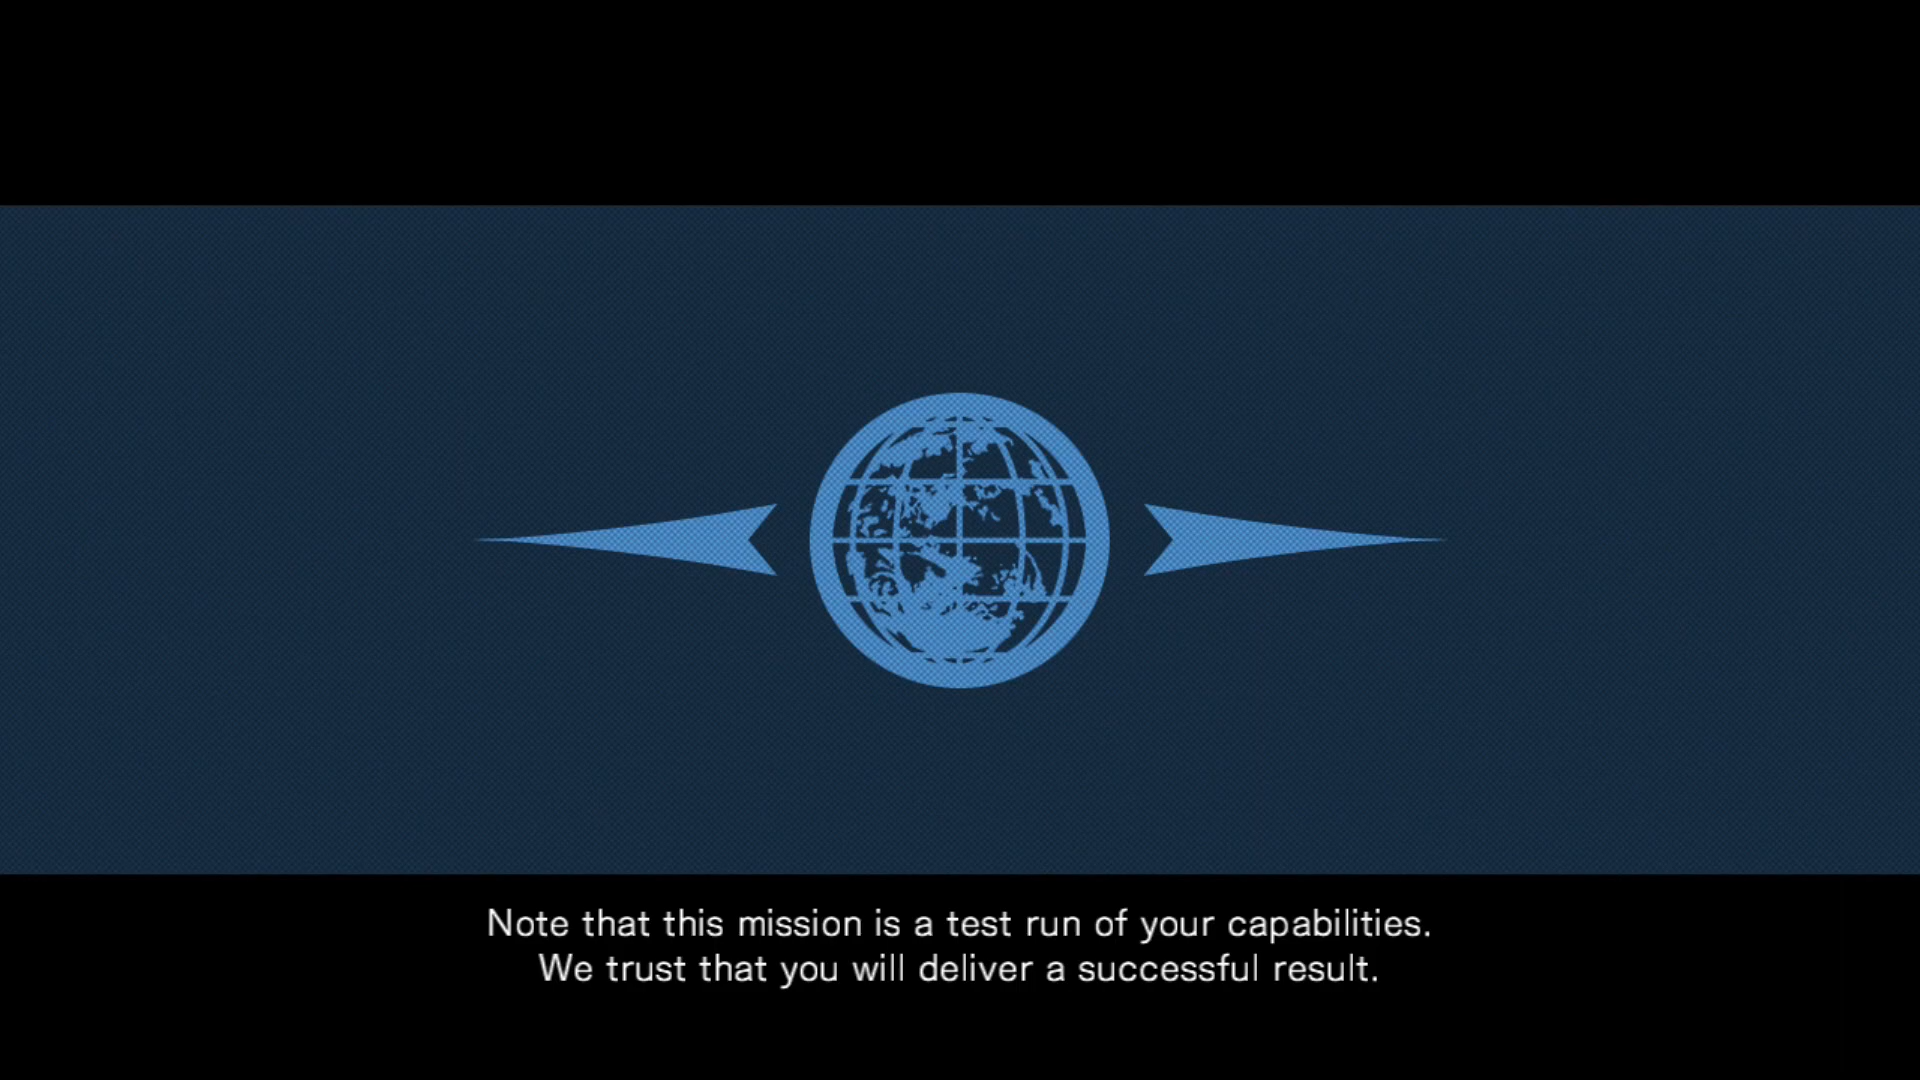 Note that this mission is a test run of your capabilities.
We trust that you will deliver a successful result.